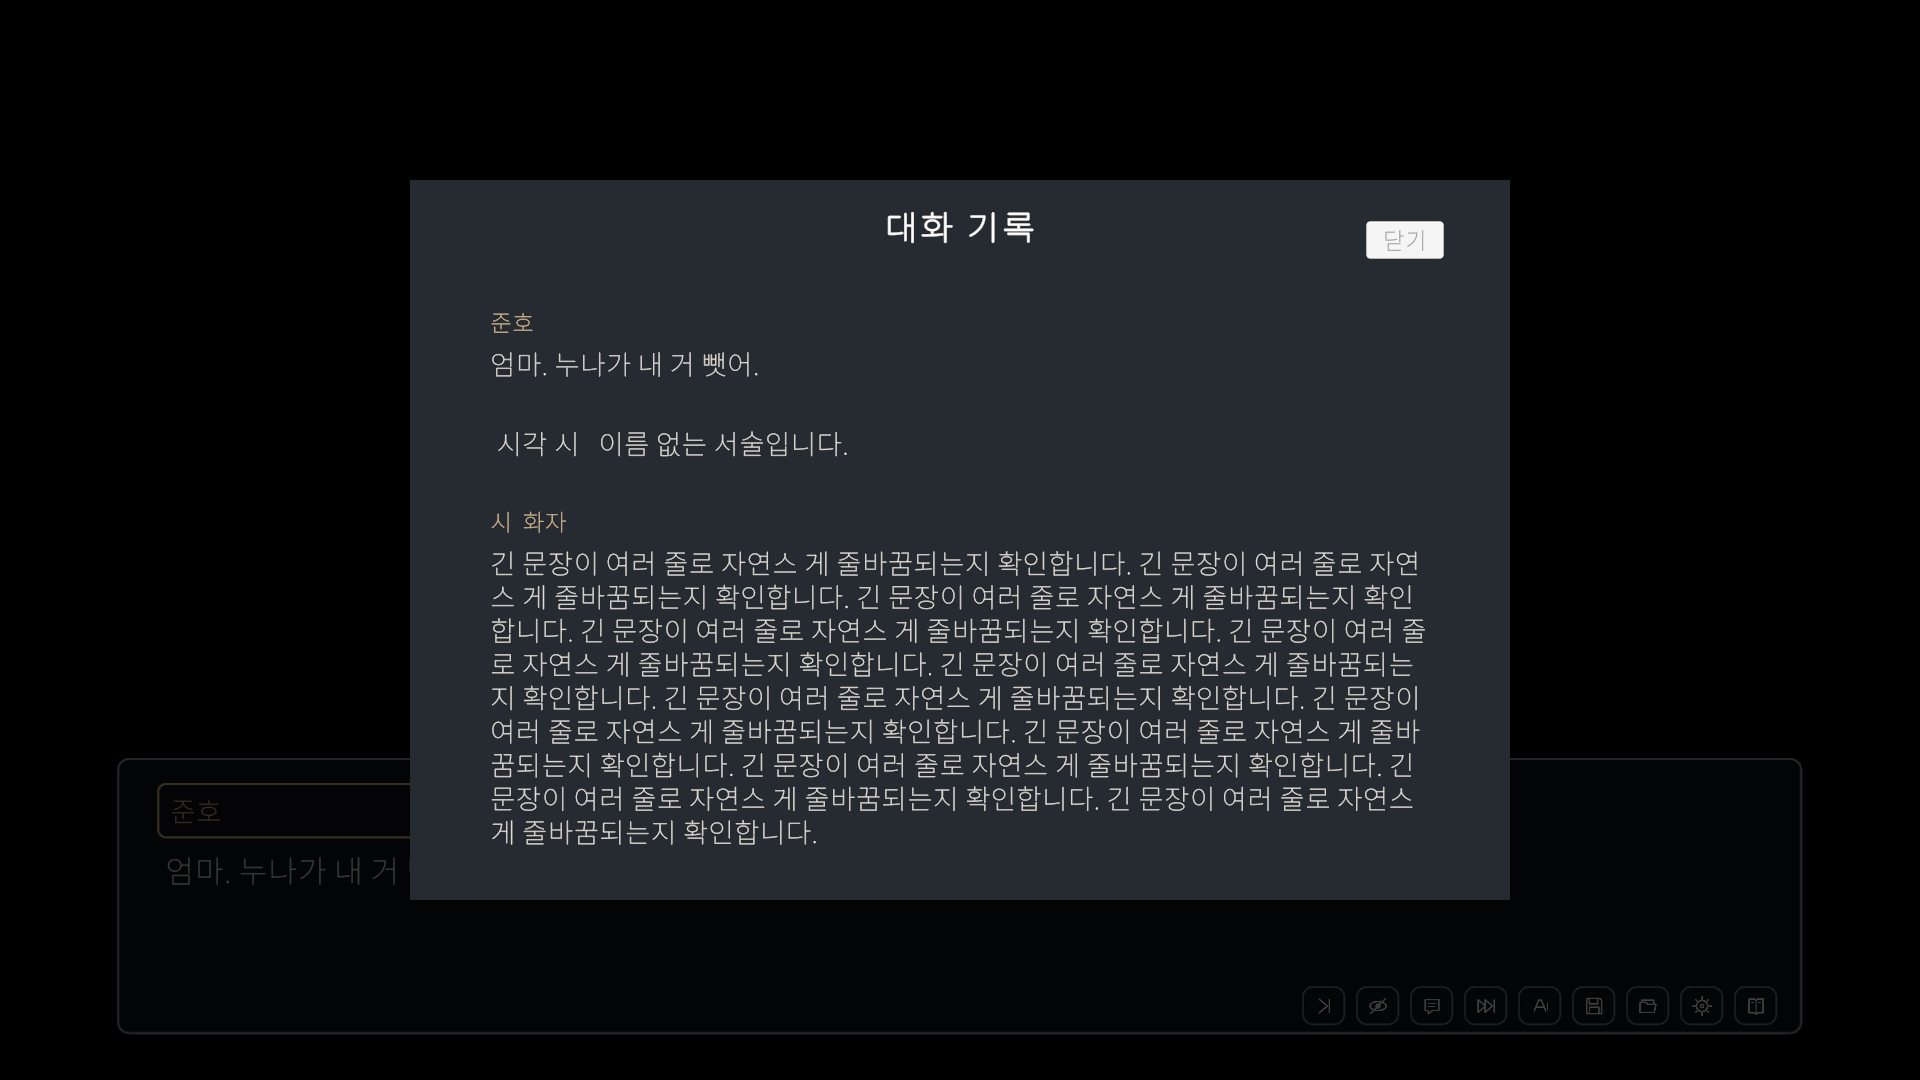 대화 기록
닫기
준호
엄마. 누나가 내 거 뺏어.
시각 시 이름 없는 서술입니다.
시 화자
긴 문장이 여러 줄로 자연스 게 줄바꿈되는지 확인합니다. 긴 문장이 여러 줄로 자연
스 게 줄바꿈되는지 확인합니다. 긴 문장이 여러 줄로 자연스 게 줄바꿈되는지 확인
합니다. 긴 문장이 여러 줄로 자연스 게 줄바꿈되는지 확인합니다. 긴 문장이 여러 줄
로 자연스 게 줄바꿈되는지 확인합니다. 긴 문장이 여러 줄로 자연스 게 줄바꿈되는
지 확인합니다. 긴 문장이 여러 줄로 자연스 게 줄바꿈되는지 확인합니다. 긴 문장이
여러 줄로 자연스 게 줄바꿈되는지 확인합니다. 긴 문장이 여러 줄로 자연스 게 줄바
꿈되는지 확인합니다. 긴 문장이 여러 줄로 자연스 게 줄바꿈되는지 확인합니다. 긴
문장이 여러 줄로 자연스 게 줄바꿈되는지 확인합니다. 긴 문장이 여러 줄로 자연스
게 줄바꿈되는지 확인합니다.
준호
엄마. 누나가 내 거